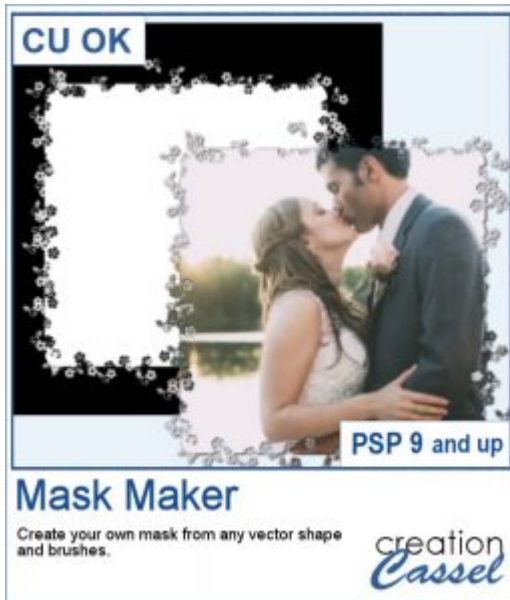 CU OK
PSP 9 and up
Mask Maker
Create your own mask from any vector shape
and brushes.
creation
Cassel